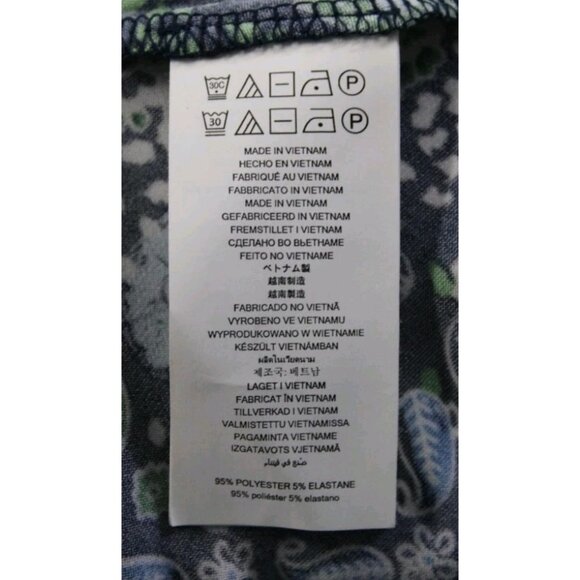 30C P
30 P
MADE IN VIETNAM
HECHO EN VIETNAM
FABRIQUÉ AU VIETNAM
FABBRICATO IN VIETNAM
MADE IN VIETNAM
GEFABRICEERD IN VIETNAM
FREMSTILLET I VIETNAM
СДЕЛАНО ВО ВЬЕТНАМЕ
FEITO NO VIETNAME
ベトナム製
越南制造
越南製造
FABRICADO NO VIETNÃ
VYROBENO VE VIETNAMU
WYPRODUKOWANO W WIETNAMIE
KÉSZÜLT VIETNÁMBAN
ผลิตในเวียดนาม
제조국: 베트남
LAGET I VIETNAM
FABRICAT ÎN VIETNAM
TILLVERKAD I VIETNAM
VALMISTETTU VIETNAMISSA
PAGAMINTA VIETNAME
IZGATAVOTS VJETNAMĀ
صنع في فيتنام
95% POLYESTER 5% ELASTANE
95% poliéster 5% elastano